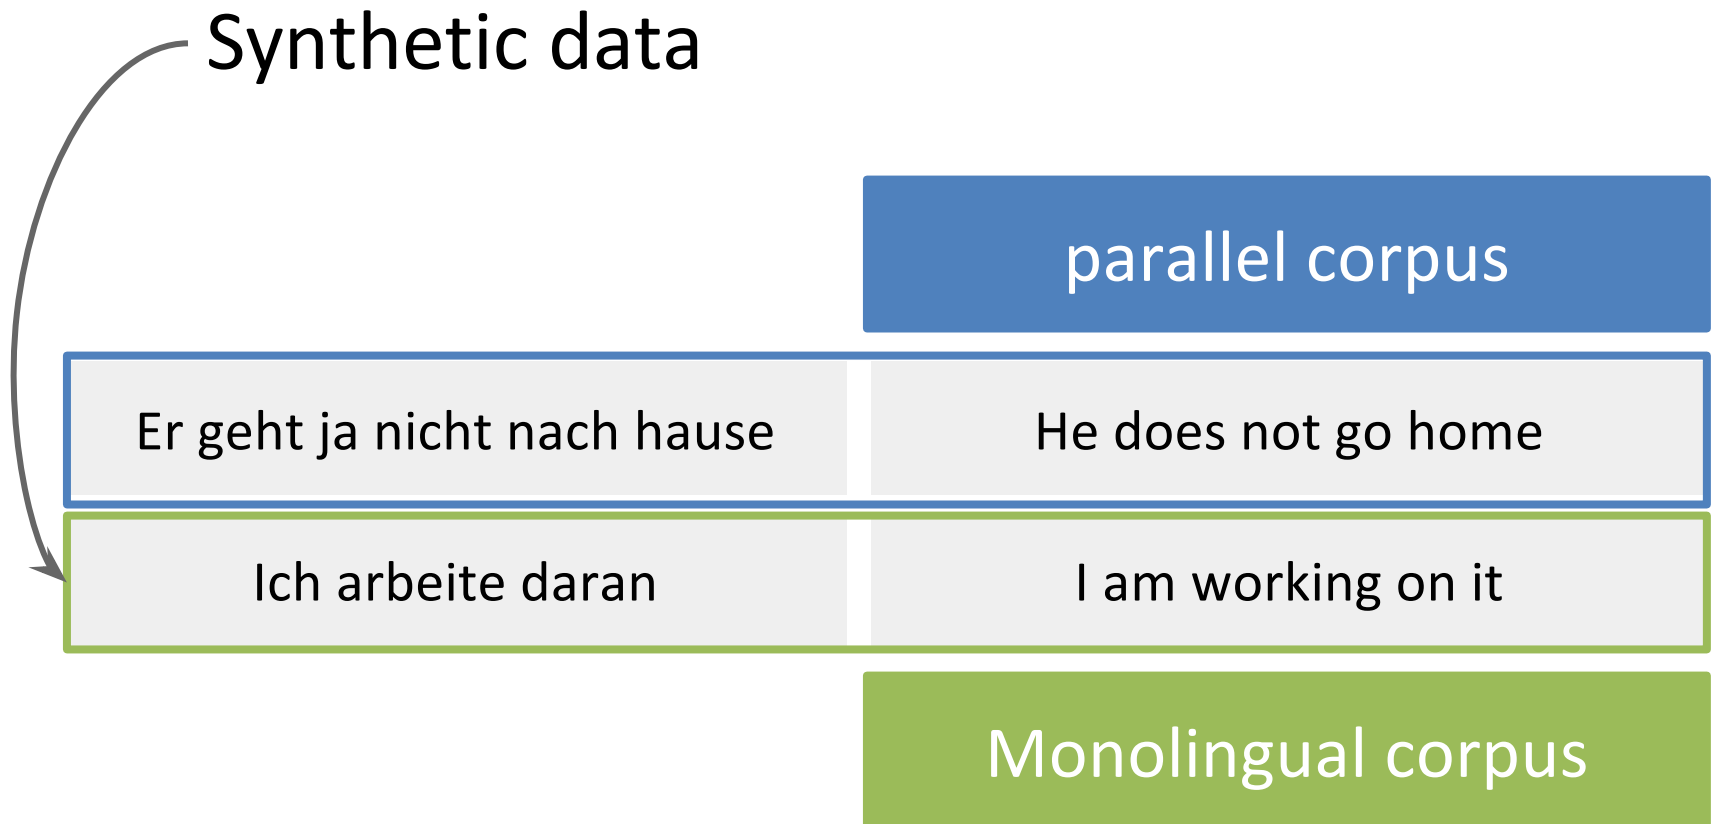 Synthetic data
parallel corpus
Er geht ja nicht nach hause
He does not go home
Ich arbeite daran
I am working on it
Monolingual corpus